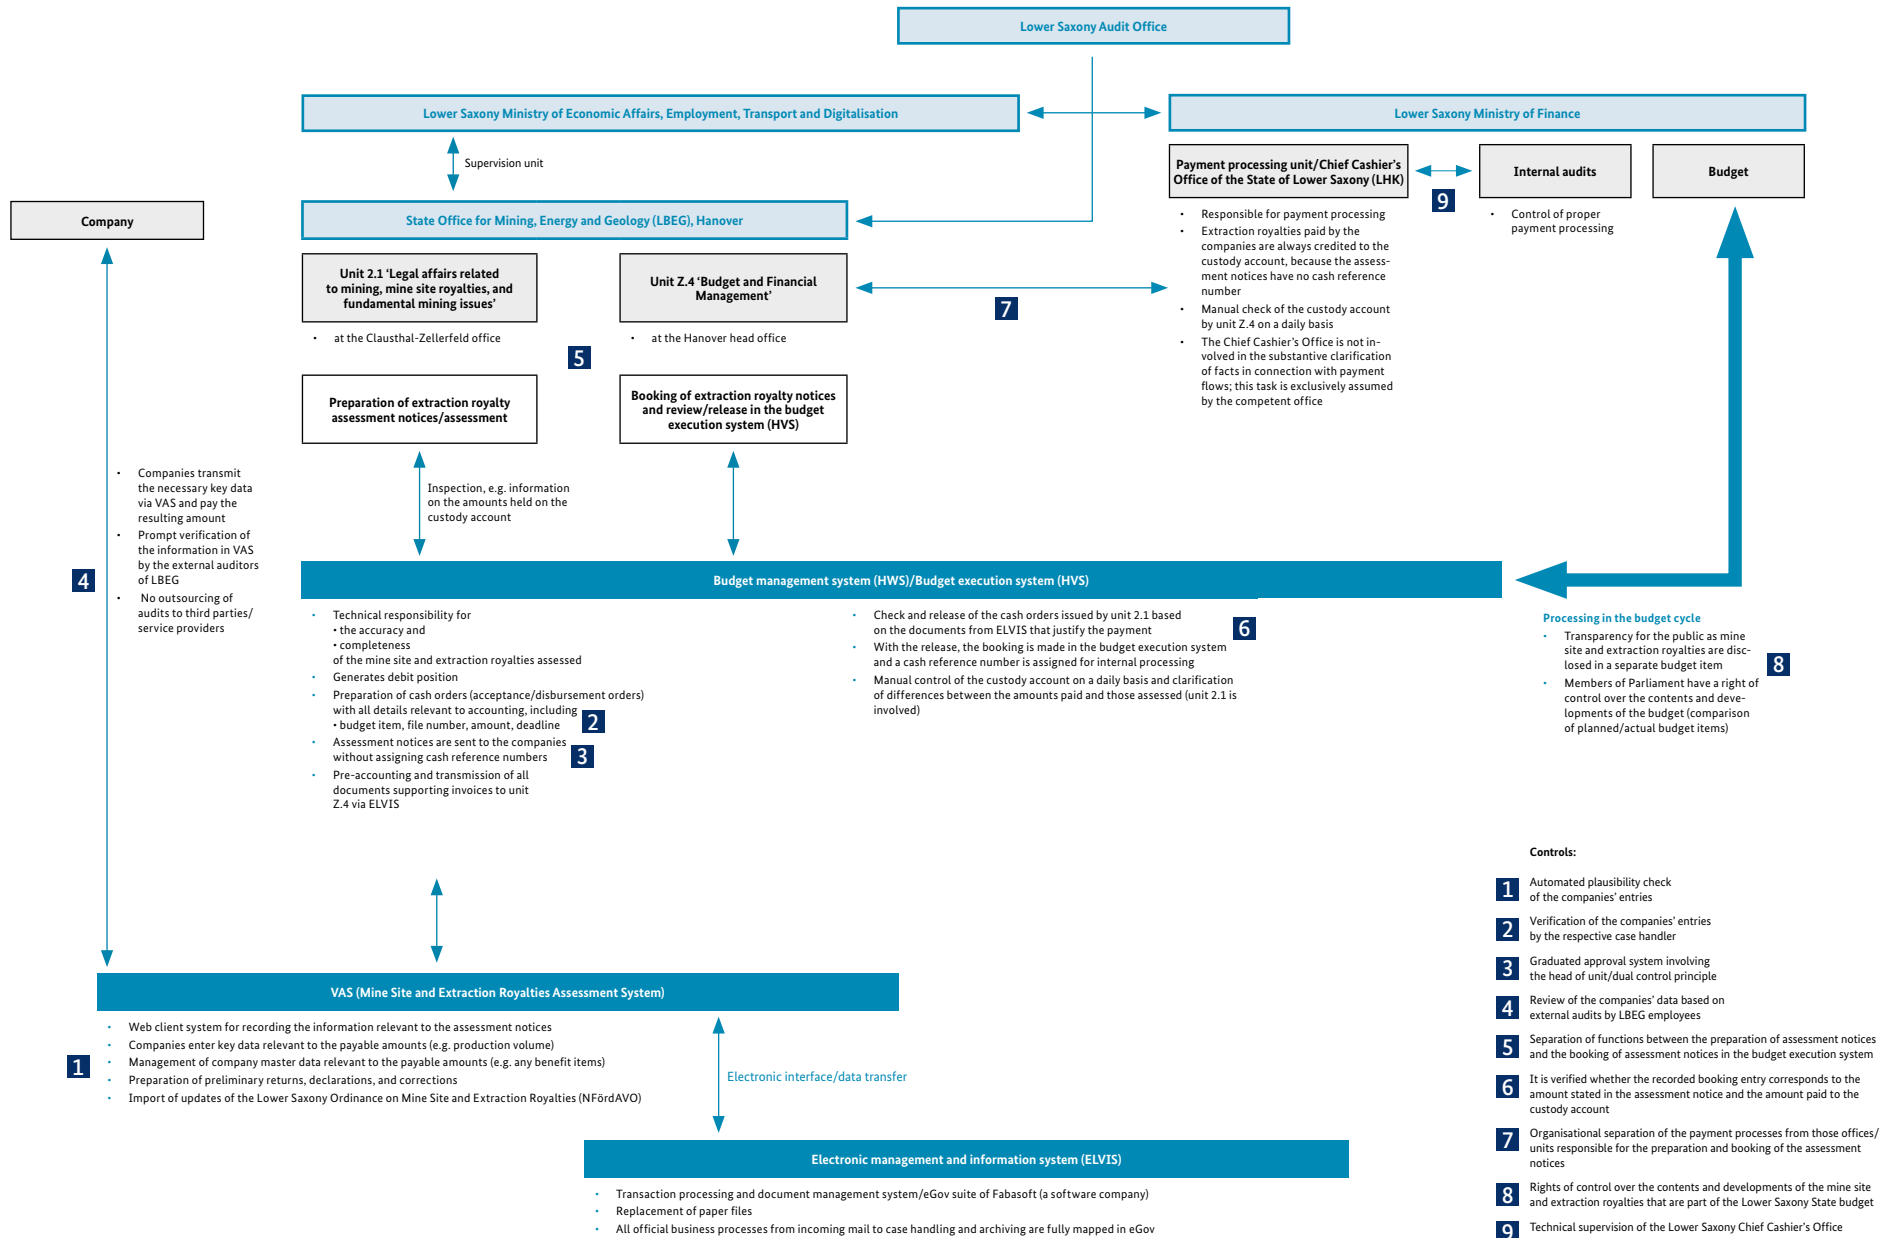 Lower Saxony Audit Office
Lower Saxony Ministry of Economic Affairs, Employment, Transport and Digitalisation
Lower Saxony Ministry of Finance
Supervision unit
Payment processing unit/Chief Cashier's
Office of the State of Lower Saxony (LHK)
Internal audits
Budget
9
Company
State Office for Mining, Energy and Geology (LBEG), Hanover
• Responsible for payment processing
• Extraction royalties paid by the
companies are always credited to the
custody account, because the assess-
ment notices have no cash reference
number
• Manual check of the custody account
by unit Z.4 on a daily basis
• The Chief Cashier's Office is not in-
volved in the substantive clarification
of facts in connection with payment
flows; this task is exclusively assumed
by the competent office
• Control of proper
payment processing
Unit 2.1 'Legal affairs related
to mining, mine site royalties, and
fundamental mining issues'
Unit Z.4 'Budget and Financial
Management'
7
• at the Clausthal-Zellerfeld office
• at the Hanover head office
5
Preparation of extraction royalty
assessment notices/assessment
Booking of extraction royalty notices
and review/release in the budget
execution system (HVS)
• Companies transmit
the necessary key data
via VAS and pay the
resulting amount
• Prompt verification of
the information in VAS
by the external auditors
of LBEG
• No outsourcing of
audits to third parties/
service providers
4
Inspection, e.g. information
on the amounts held on the
custody account
Budget management system (HWS)/Budget execution system (HVS)
• Technical responsibility for
• the accuracy and
• completeness
of the mine site and extraction royalties assessed
• Generates debit position
• Preparation of cash orders (acceptance/disbursement orders)
with all details relevant to accounting, including
• budget item, file number, amount, deadline
2
• Assessment notices are sent to the companies
without assigning cash reference numbers
3
• Pre-accounting and transmission of all
documents supporting invoices to unit
Z.4 via ELVIS
• Check and release of the cash orders issued by unit 2.1 based
on the documents from ELVIS that justify the payment
6
• With the release, the booking is made in the budget execution system
and a cash reference number is assigned for internal processing
• Manual control of the custody account on a daily basis and clarification
of differences between the amounts paid and those assessed (unit 2.1 is
involved)
Processing in the budget cycle
• Transparency for the public as mine
site and extraction royalties are disc-
losed in a separate budget item
8
• Members of Parliament have a right of
control over the contents and deve-
lopments of the budget (comparison
of planned/actual budget items)
VAS (Mine Site and Extraction Royalties Assessment System)
• Web client system for recording the information relevant to the assessment notices
• Companies enter key data relevant to the payable amounts (e.g. production volume)
• Management of company master data relevant to the payable amounts (e.g. any benefit items)
• Preparation of preliminary returns, declarations, and corrections
• Import of updates of the Lower Saxony Ordinance on Mine Site and Extraction Royalties (NFördAVO)
1
Electronic interface/data transfer
Electronic management and information system (ELVIS)
• Transaction processing and document management system/eGov suite of Fabasoft (a software company)
• Replacement of paper files
• All official business processes from incoming mail to case handling and archiving are fully mapped in eGov
Controls:
1 Automated plausibility check
of the companies' entries
2 Verification of the companies' entries
by the respective case handler
3 Graduated approval system involving
the head of unit/dual control principle
4 Review of the companies' data based on
external audits by LBEG employees
5 Separation of functions between the preparation of assessment notices
and the booking of assessment notices in the budget execution system
6 It is verified whether the recorded booking entry corresponds to the
amount stated in the assessment notice and the amount paid to the
custody account
7 Organisational separation of the payment processes from those offices/
units responsible for the preparation and booking of the assessment
notices
8 Rights of control over the contents and developments of the mine site
and extraction royalties that are part of the Lower Saxony State budget
9 Technical supervision of the Lower Saxony Chief Cashier's Office